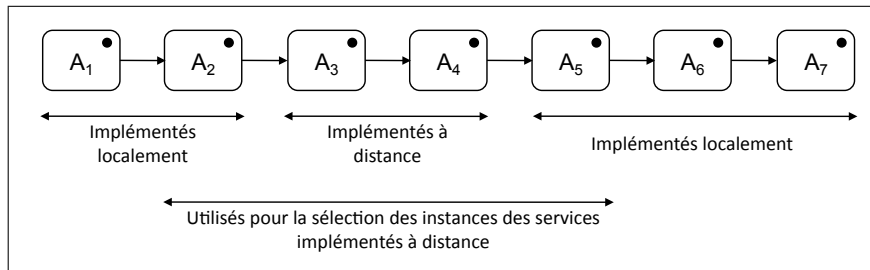 A1 A2 A3 A4 A5 A6 A7
Implémentés
localement
Implémentés à
distance
Implémentés localement
Utilisés pour la sélection des instances des services
implémentés à distance